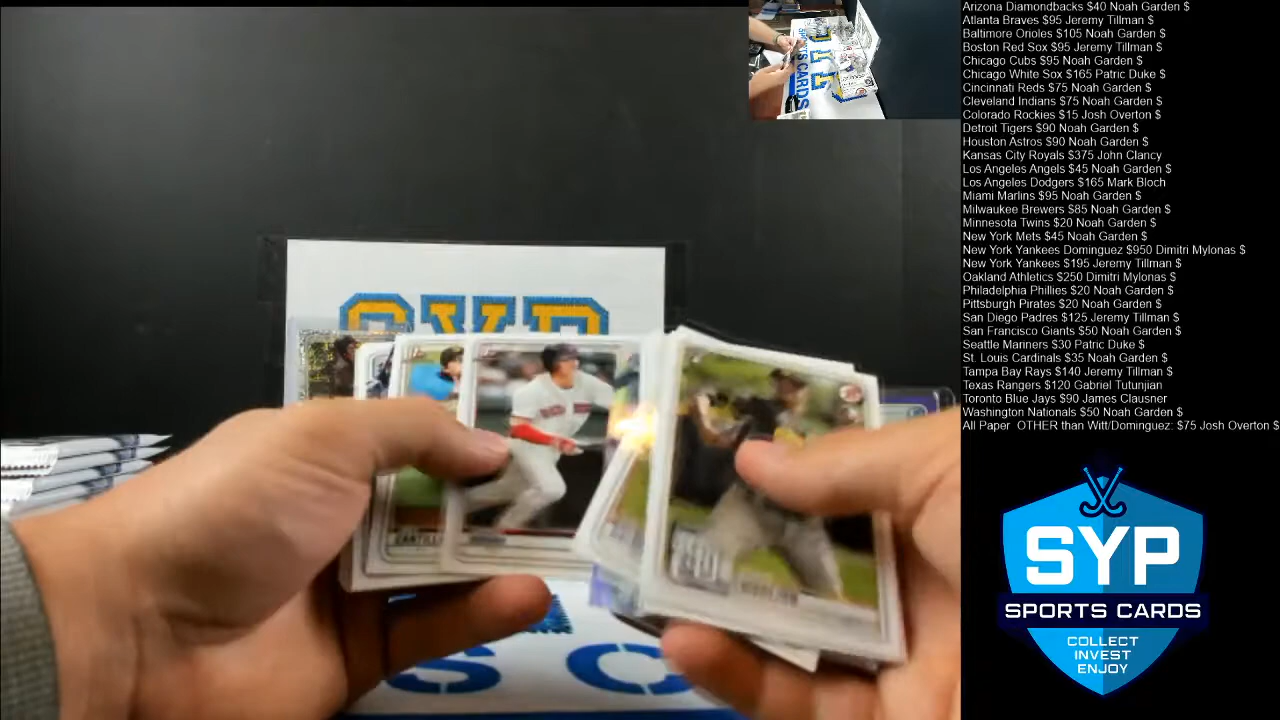 Arizona Diamondbacks $40 Noah Garden $
Atlanta Braves $95 Jeremy Tillman $
Baltimore Orioles $105 Noah Garden $
Boston Red Sox $95 Jeremy Tillman $
Chicago Cubs $95 Noah Garden $
Chicago White Sox $165 Patric Duke $
Cincinnati Reds $75 Noah Garden $
Cleveland Indians $75 Noah Garden $
Colorado Rockies $15 Josh Overton $
Detroit Tigers $90 Noah Garden $
Houston Astros $90 Noah Garden $
Kansas City Royals $375 John Clancy
Los Angeles Angels $45 Noah Garden $
Los Angeles Dodgers $165 Mark Bloch
Miami Marlins $95 Noah Garden $
Milwaukee Brewers $85 Noah Garden $
Minnesota Twins $20 Noah Garden $
New York Mets $45 Noah Garden $
New York Yankees Dominguez $950 Dimitri Mylonas $
New York Yankees $195 Jeremy Tillman $
Oakland Athletics $250 Dimitri Mylonas $
Philadelphia Phillies $20 Noah Garden $
Pittsburgh Pirates $20 Noah Garden $
San Diego Padres $125 Jeremy Tillman $
San Francisco Giants $50 Noah Garden $
Seattle Mariners $30 Patric Duke $
St. Louis Cardinals $35 Noah Garden $
Tampa Bay Rays $140 Jeremy Tillman $
Texas Rangers $120 Gabriel Tutunjian
Toronto Blue Jays $90 James Clausner
Washington Nationals $50 Noah Garden $
All Paper OTHER than Witt/Dominguez: $75 Josh Overton $
SYP
SPORTS CARDS
COLLECT
INVEST
ENJOY
SYP
S C